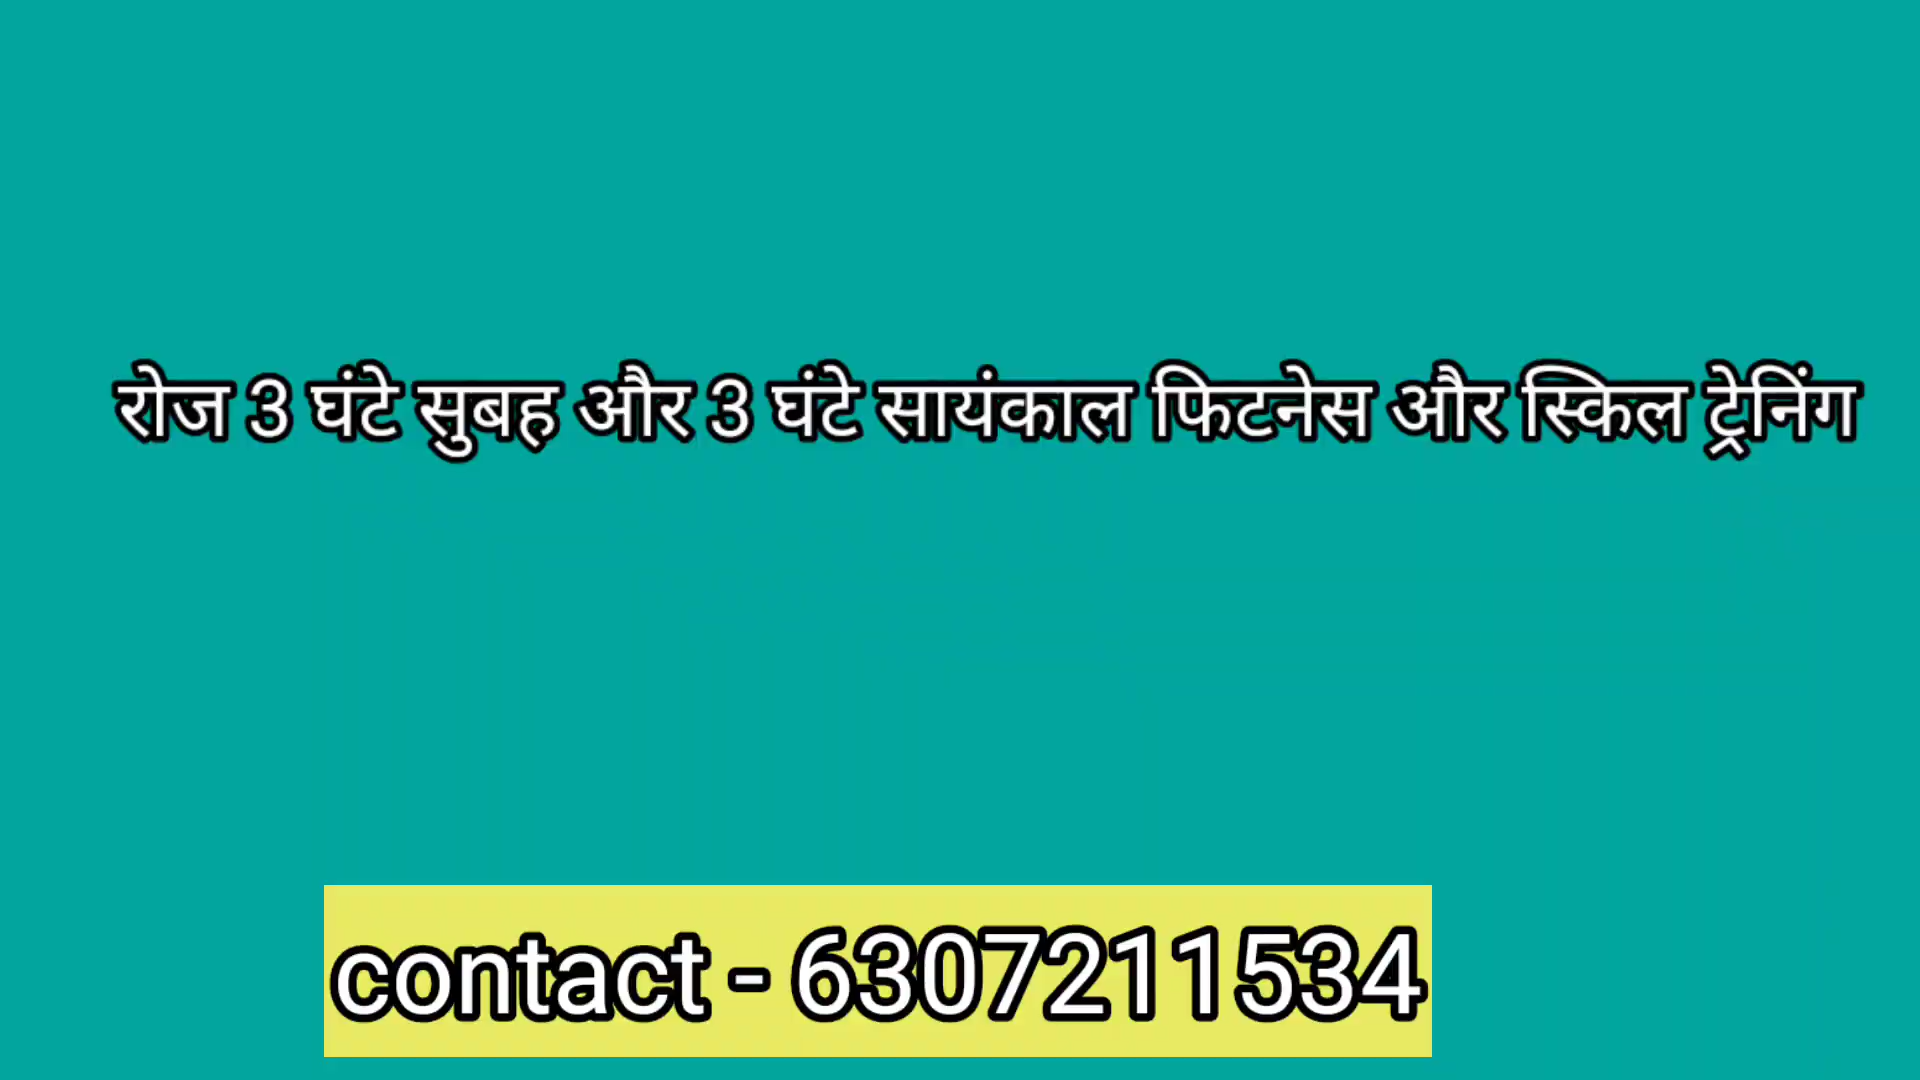 रोज 3 घंटे सुबह और 3 घंटे सायंकाल फिटनेस और स्किल ट्रेनिंग
contact - 6307211534